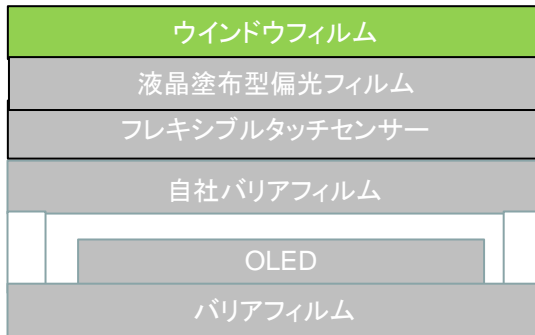 ウインドウフィルム
液晶塗布型偏光フィルム
フレキシブルタッチセンサー
自社バリアフィルム
OLED
バリアフィルム